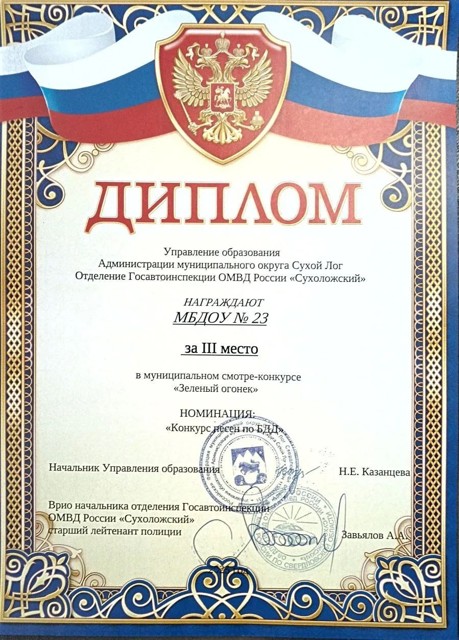 ДИПЛОМ
Управление образования
Администрации муниципального округа Сухой Лог
Отделение Госавтоинспекции ОМВД России «Сухоложский»
НАГРАЖДАЮТ
МБДОУ № 23
за III место
в муниципальном смотре-конкурсе
«Зеленый огонек»
НОМИНАЦИЯ:
«Конкурс песен по БДД»
Начальник Управления образования Н.Е. Казанцева
Врио начальника отделения Госавтоинспекции
ОМВД России «Сухоложский»
старший лейтенант полиции Завьялов А.А.